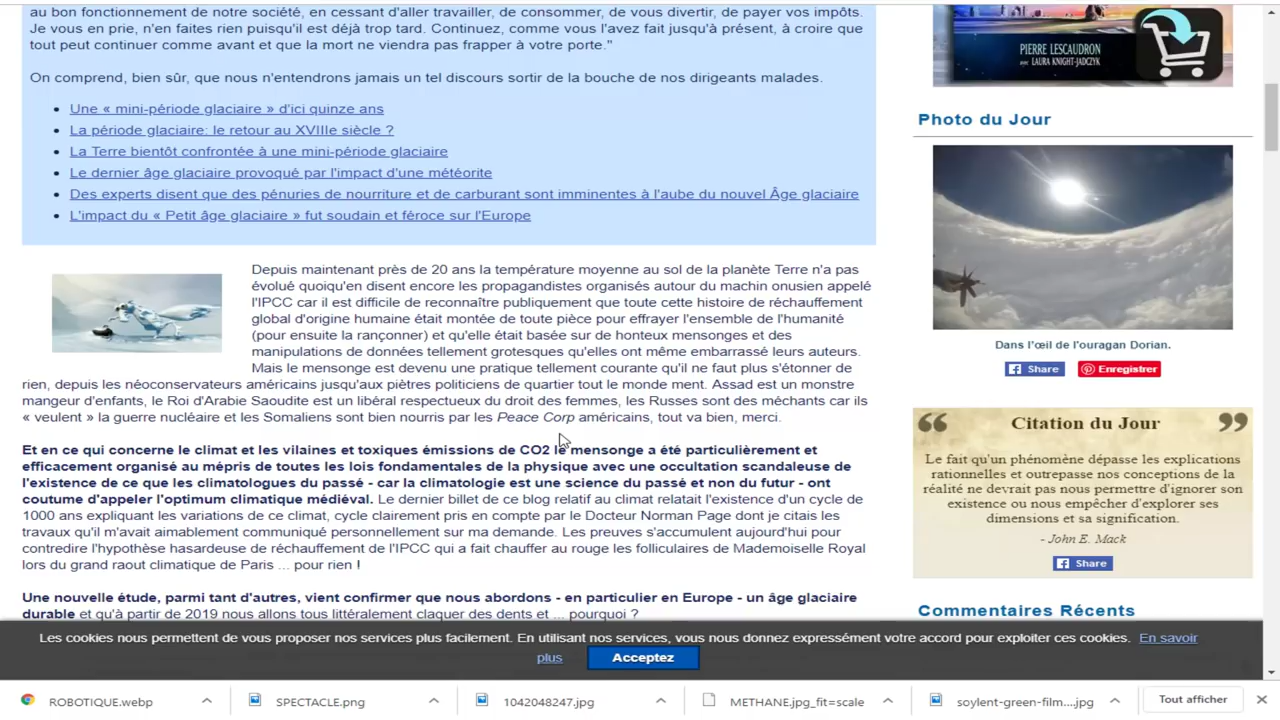 au bon fonctionnement de notre société, en cessant d'aller travailler, de consommer, de vous divertir, de payer vos impôts.
Je vous en prie, n'en faites rien puisqu'il est déjà trop tard. Continuez, comme vous l'avez fait jusqu'à présent, à croire que
tout peut continuer comme avant et que la mort ne viendra pas frapper à votre porte."
On comprend, bien sûr, que nous n'entendrons jamais un tel discours sortir de la bouche de nos dirigeants malades.
Une « mini-période glaciaire » d'ici quinze ans
La période glaciaire: le retour au XVIIIe siècle ?
La Terre bientôt confrontée à une mini-période glaciaire
Le dernier âge glaciaire provoqué par l'impact d'une météorite
Des experts disent que des pénuries de nourriture et de carburant sont imminentes à l'aube du nouvel Âge glaciaire
L'impact du « Petit âge glaciaire » fut soudain et féroce sur l'Europe
Depuis maintenant près de 20 ans la température moyenne au sol de la planète Terre n'a pas
évolué quoiqu'en disent encore les propagandistes organisés autour du machin onusien appelé
l'IPCC car il est difficile de reconnaître publiquement que toute cette histoire de réchauffement
global d'origine humaine était montée de toute pièce pour effrayer l'ensemble de l'humanité
(pour ensuite la rançonner) et qu'elle était basée sur de honteux mensonges et des
manipulations de données tellement grotesques qu'elles ont même embarrassé leurs auteurs.
Mais le mensonge est devenu une pratique tellement courante qu'il ne faut plus s'étonner de
rien, depuis les néoconservateurs américains jusqu'aux piètres politiciens de quartier tout le monde ment. Assad est un monstre
mangeur d'enfants, le Roi d'Arabie Saoudite est un libéral respectueux du droit des femmes, les Russes sont des méchants car ils
« veulent » la guerre nucléaire et les Somaliens sont bien nourris par les Peace Corp américains, tout va bien, merci.
Et en ce qui concerne le climat et les vilaines et toxiques émissions de CO2 le mensonge a été particulièrement et
efficacement organisé au mépris de toutes les lois fondamentales de la physique avec une occultation scandaleuse de
l'existence de ce que les climatologues du passé - car la climatologie est une science du passé et non du futur - ont
coutume d'appeler l'optimum climatique médiéval. Le dernier billet de ce blog relatif au climat relatait l'existence d'un cycle de
1000 ans expliquant les variations de ce climat, cycle clairement pris en compte par le Docteur Norman Page dont je citais les
travaux qu'il m'avait aimablement communiqué personnellement sur ma demande. Les preuves s'accumulent aujourd'hui pour
contredire l'hypothèse hasardeuse de réchauffement de l'IPCC qui a fait chauffer au rouge les folliculaires de Mademoiselle Royal
lors du grand raout climatique de Paris ... pour rien !
Une nouvelle étude, parmi tant d'autres, vient confirmer que nous abordons - en particulier en Europe - un âge glaciaire
durable et qu'à partir de 2019 nous allons tous littéralement claquer des dents et ... pourquoi ?
PIERRE LESCAUDRON
avec LAURA KNIGHT-JADCZYK
Photo du Jour
Dans l'œil de l'ouragan Dorian.
Share
Enregistrer
Citation du Jour
Le fait qu'un phénomène dépasse les explications
rationnelles et outrepasse nos conceptions de la
réalité ne devrait pas nous permettre d'ignorer son
existence ou nous empêcher d'explorer ses
dimensions et sa signification.
- John E. Mack
Share
Commentaires Récents
Les cookies nous permettent de vous proposer nos services plus facilement. En utilisant nos services, vous nous donnez expressément votre accord pour exploiter ces cookies. En savoir
plus
Acceptez
ROBOTIQUE.webp
SPECTACLE.png
1042048247.jpg
METHANE.jpg_fit=scale
soylent-green-film....jpg
Tout afficher